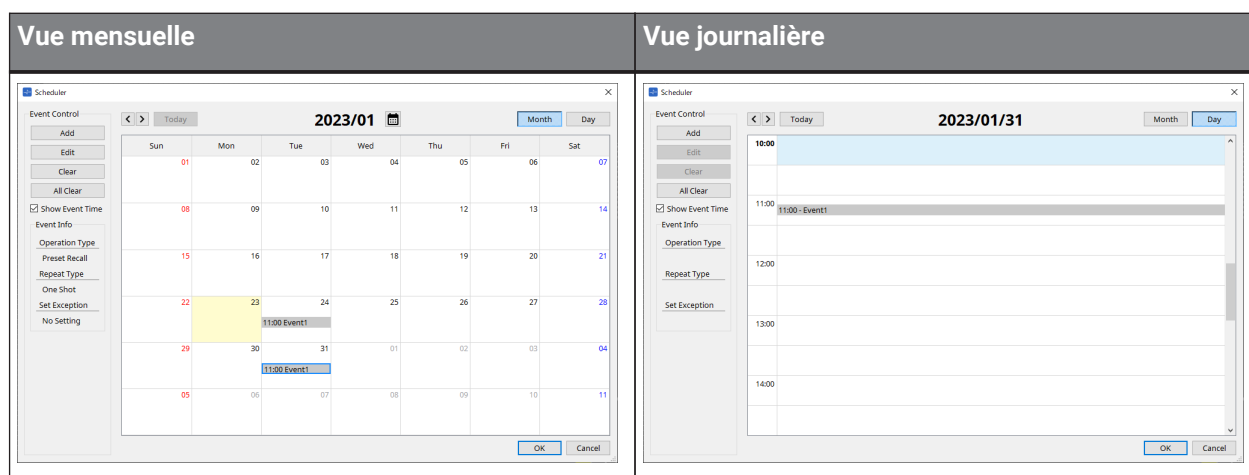 Vue mensuelle
Vue journalière
Scheduler
Event Control
Add
Edit
Clear
All Clear
Show Event Time
Event Info
Operation Type
Preset Recall
Repeat Type
One Shot
Set Exception
No Setting
< > Today 2023/01 Month Day
Sun Mon Tue Wed Thu Fri Sat
01 02 03 04 05 06 07
08 09 10 11 12 13 14
15 16 17 18 19 20 21
22 23 24 25 26 27 28
11:00 Event1
29 30 31 01 02 03 04
11:00 Event1
05 06 07 08 09 10 11
OK Cancel
Scheduler
Event Control
Add
Edit
Clear
All Clear
Show Event Time
Event Info
Operation Type
Repeat Type
Set Exception
< > Today 2023/01/31 Month Day
10:00
11:00
11:00 - Event1
12:00
13:00
14:00
OK Cancel